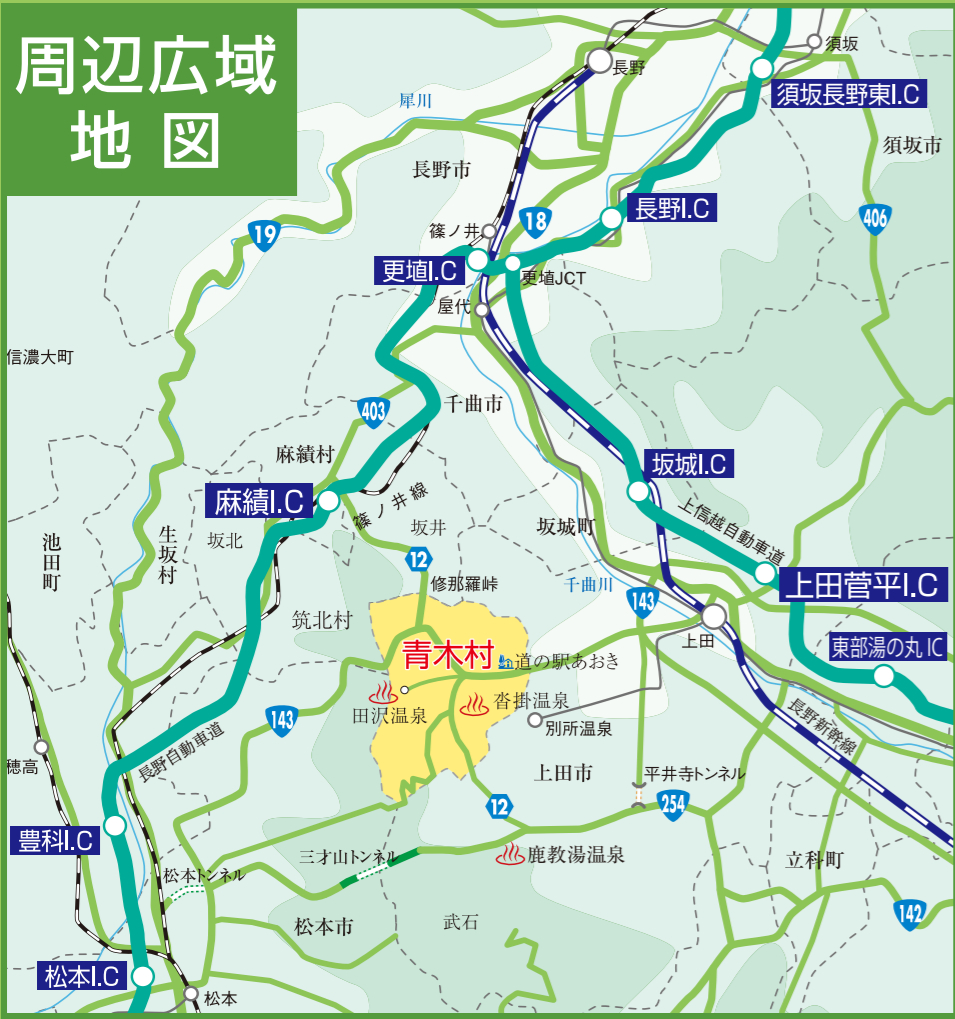 周辺広域
地図
須坂
長野
須坂長野東I.C
犀川
須坂市
長野市
長野I.C
406
18
19
篠ノ井
更埴I.C
更埴JCT
屋代
信濃大町
千曲市
403
麻績村
坂城I.C
麻績I.C
篠ノ井線
坂井
坂城町
上信越自動車道
坂北
生坂村
池田町
12
修那羅峠
千曲川
143
上田菅平I.C
筑北村
上田
東部湯の丸IC
青木村
道の駅あおき
田沢温泉
沓掛温泉
143
別所温泉
長野新幹線
長野自動車道
穂高
上田市
平井寺トンネル
12
254
豊科I.C
三才山トンネル
鹿教湯温泉
立科町
松本トンネル
松本市
武石
142
松本I.C
松本